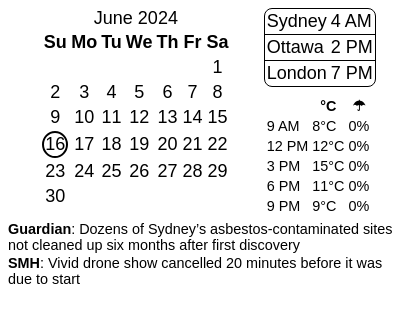 June 2024
Su Mo Tu We Th Fr Sa
1
2 3 4 5 6 7 8
9 10 11 12 13 14 15
16 17 18 19 20 21 22
23 24 25 26 27 28 29
30
Sydney 4 AM
Ottawa 2 PM
London 7 PM
°C ☂
9 AM 8°C 0%
12 PM 12°C 0%
3 PM 15°C 0%
6 PM 11°C 0%
9 PM 9°C 0%
Guardian: Dozens of Sydney’s asbestos-contaminated sites
not cleaned up six months after first discovery
SMH: Vivid drone show cancelled 20 minutes before it was
due to start